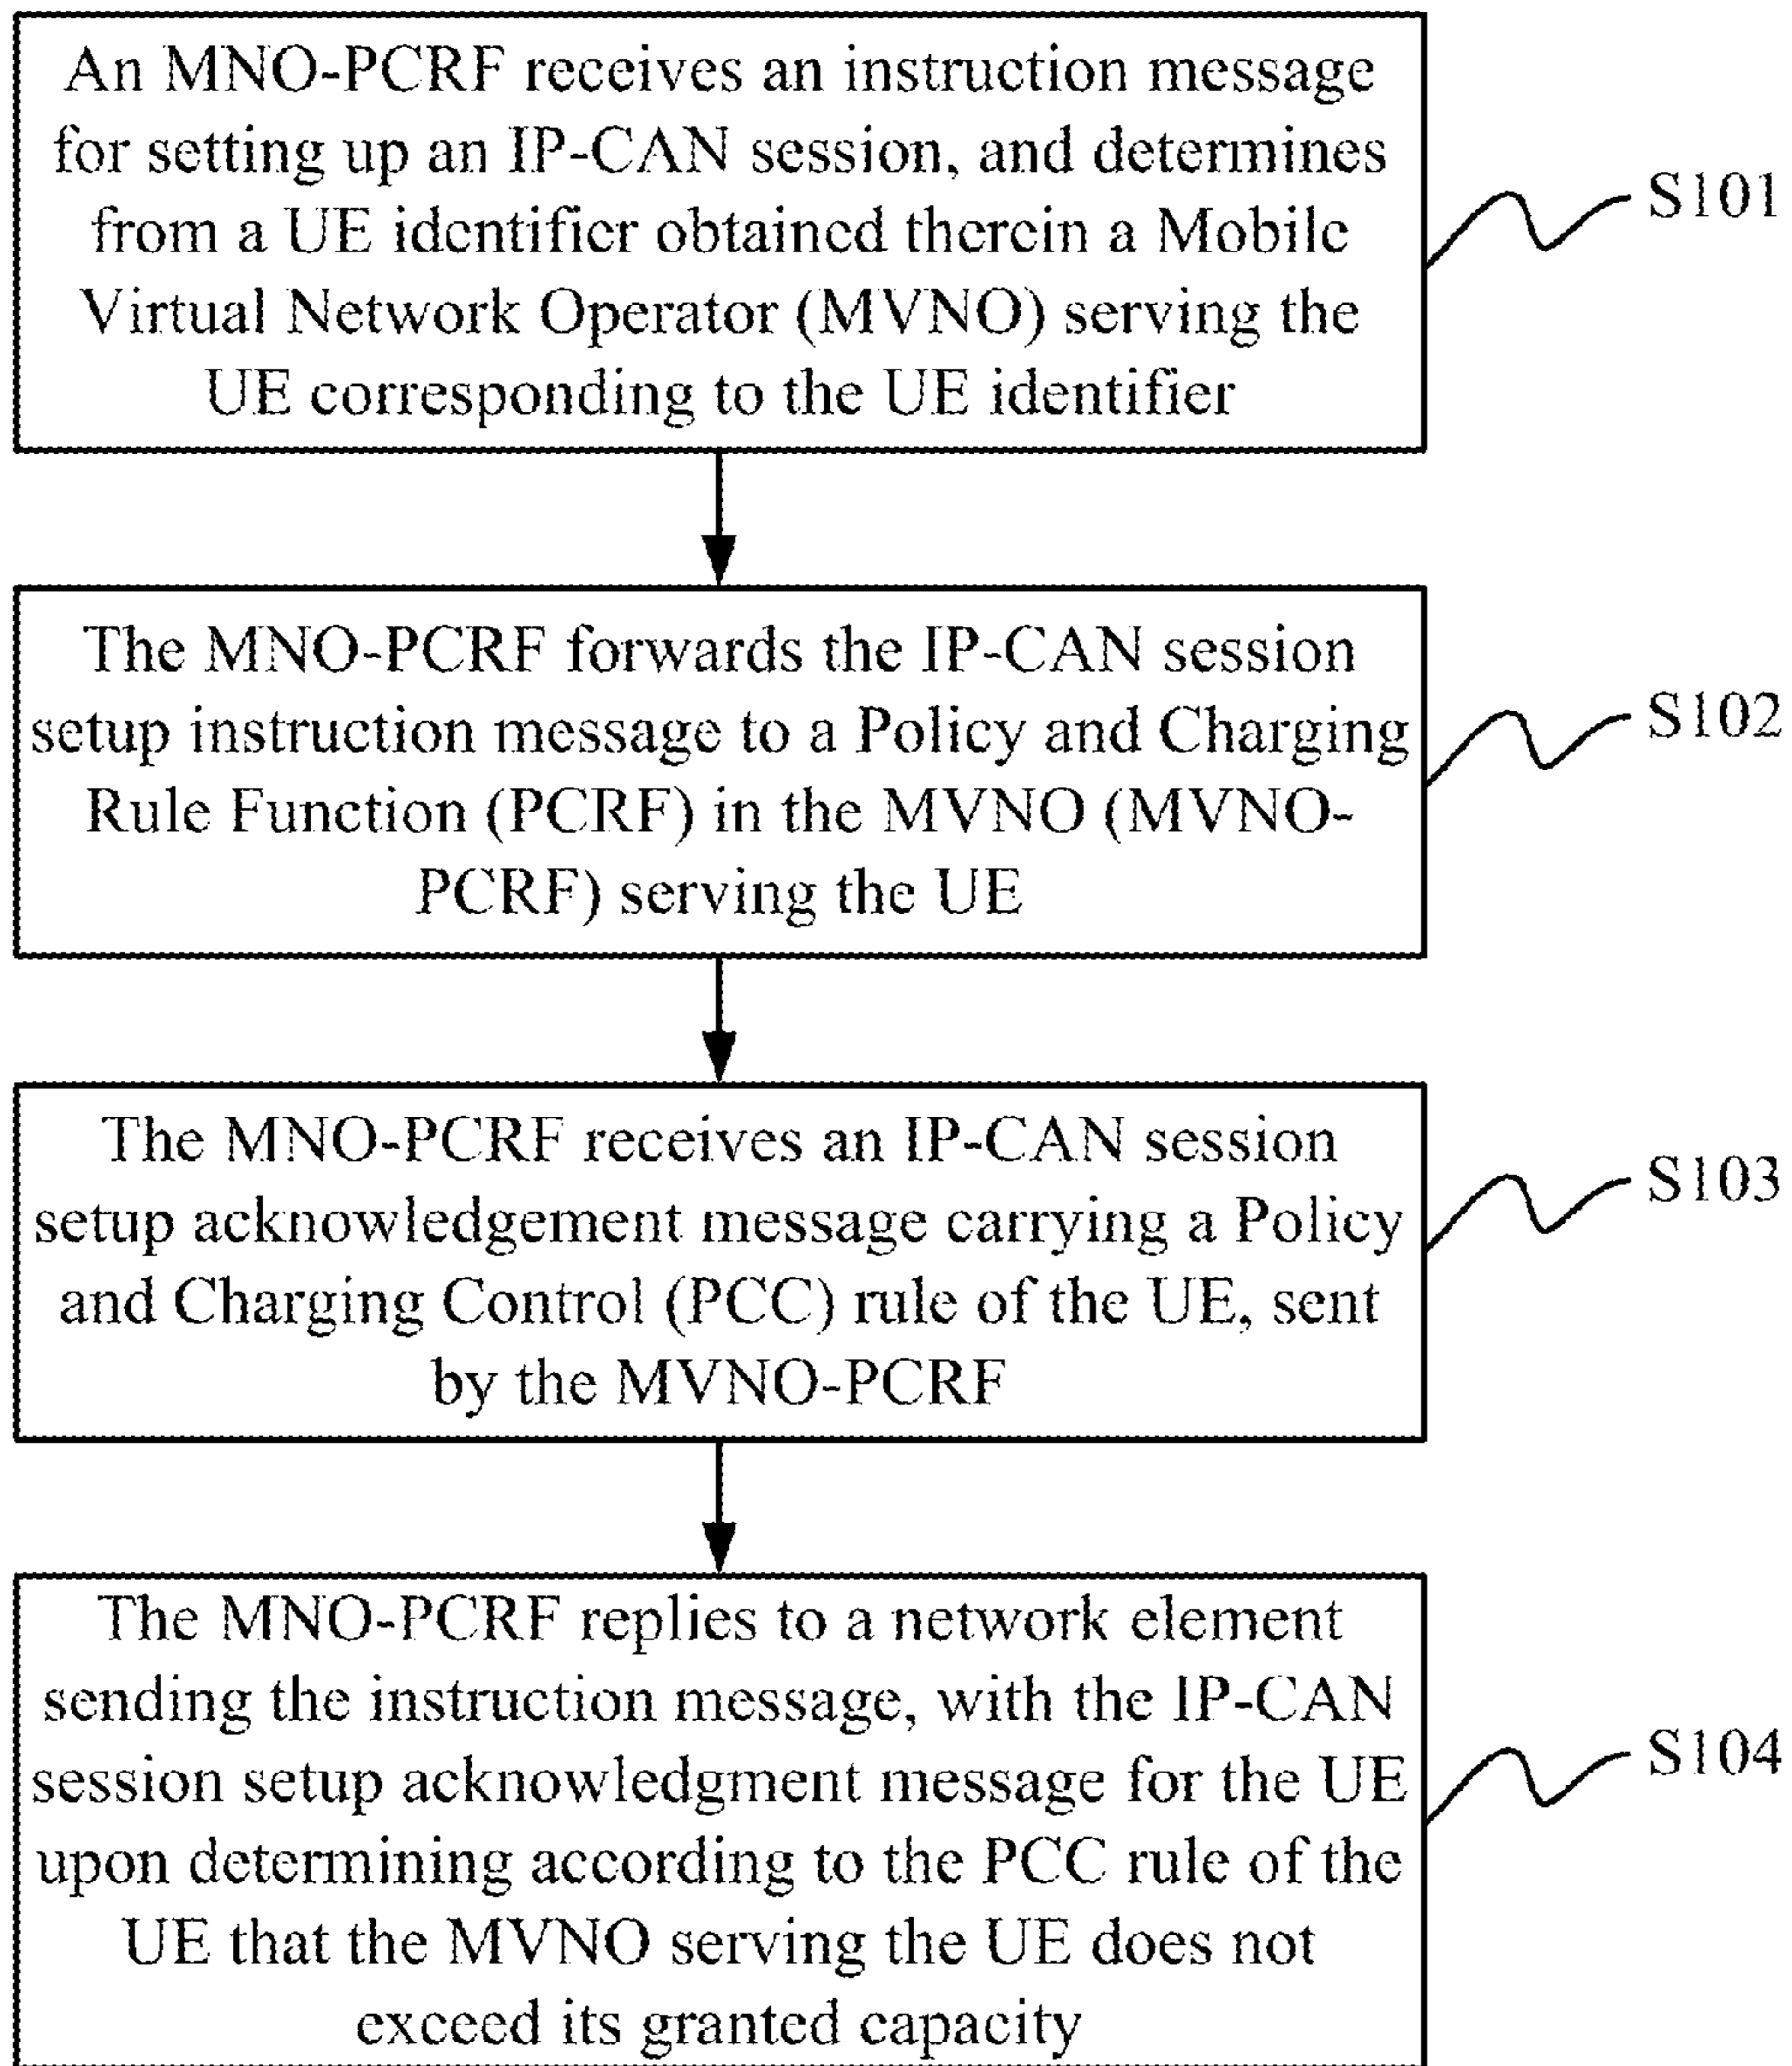 An MNO-PCRF receives an instruction message
for setting up an IP-CAN session, and determines
from a UE identifier obtained therein a Mobile
Virtual Network Operator (MVNO) serving the
UE corresponding to the UE identifier
S101
The MNO-PCRF forwards the IP-CAN session
setup instruction message to a Policy and Charging
Rule Function (PCRF) in the MVNO (MVNO-
PCRF) serving the UE
S102
The MNO-PCRF receives an IP-CAN session
setup acknowledgement message carrying a Policy
and Charging Control (PCC) rule of the UE, sent
by the MVNO-PCRF
S103
The MNO-PCRF replies to a network element
sending the instruction message, with the IP-CAN
session setup acknowledgment message for the UE
upon determining according to the PCC rule of the
UE that the MVNO serving the UE does not
exceed its granted capacity
S104